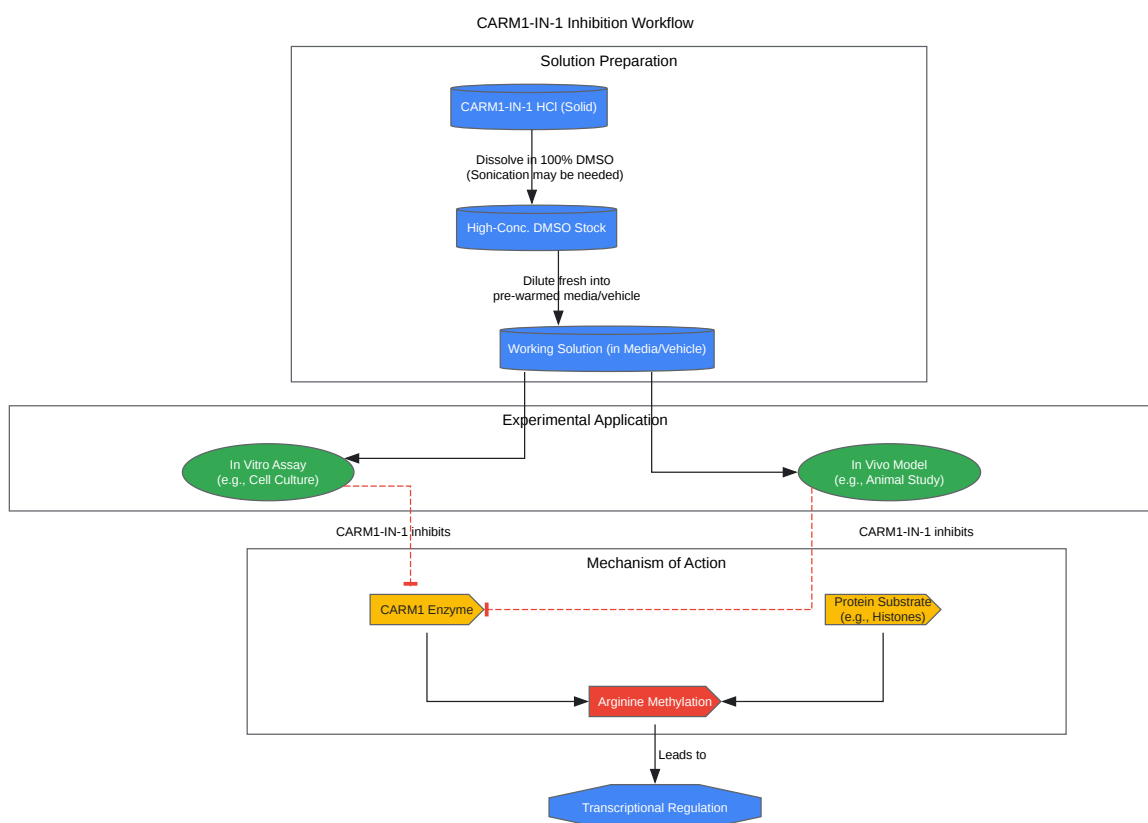 CARM1-IN-1 Inhibition Workflow
Solution Preparation
CARM1-IN-1 HCl (Solid)
Dissolve in 100% DMSO
(Sonication may be needed)
High-Conc. DMSO Stock
Dilute fresh into
pre-warmed media/vehicle
Working Solution (in Media/Vehicle)
Experimental Application
In Vitro Assay
(e.g., Cell Culture)
In Vivo Model
(e.g., Animal Study)
CARM1-IN-1 inhibits
CARM1-IN-1 inhibits
Mechanism of Action
CARM1 Enzyme
Protein Substrate
(e.g., Histones)
Arginine Methylation
Leads to
Transcriptional Regulation